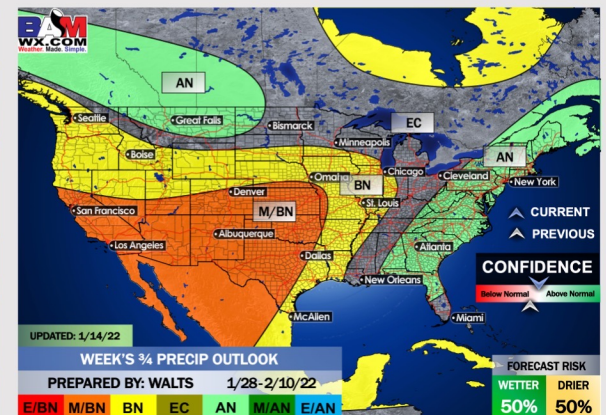 BAM
WX.COM
Weather. Made. Simple.
AN
Seattle
Great Falls
Bismarck
EC
Minneapolis
Boise
AN
Omaha
Chicago
Cleveland
New York
Denver
BN
St. Louis
San Francisco
M/BN
CURRENT
Albuquerque
PREVIOUS
Los Angeles
Atlanta
Dallas
CONFIDENCE
New Orleans
Below Normal
Above Normal
McAllen
Miami
UPDATED: 1/14/22
WEEK'S ¾ PRECIP OUTLOOK
PREPARED BY: WALTS 1/28-2/10/22
E/BN M/BN BN EC AN M/AN E/AN
FORECAST RISK
WETTER DRIER
50% 50%